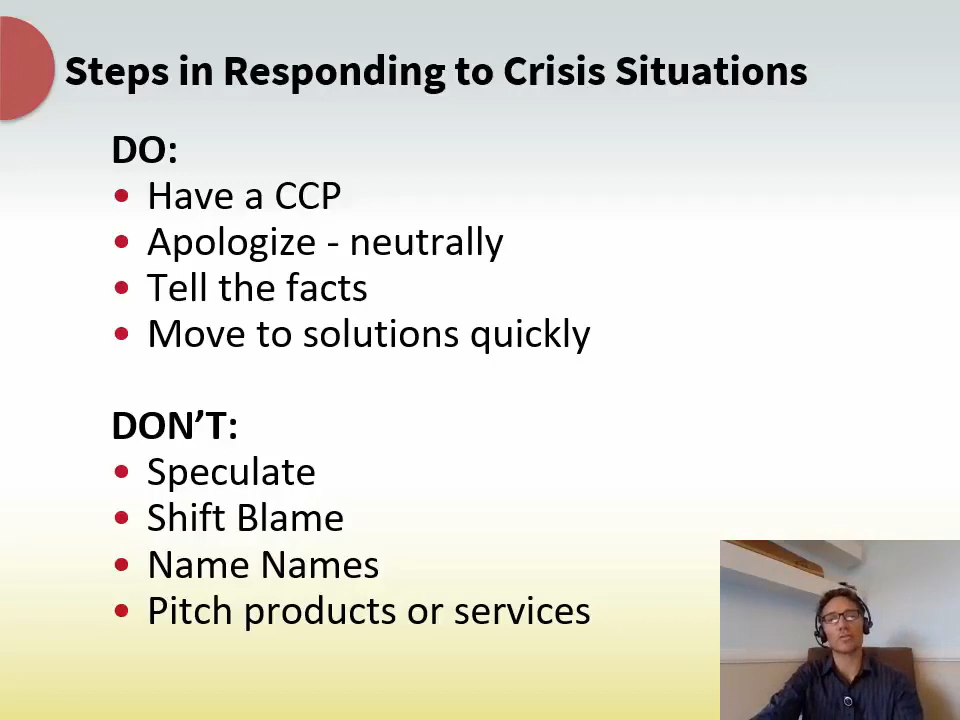 Steps in Responding to Crisis Situations
DO:
• Have a CCP
• Apologize - neutrally
• Tell the facts
• Move to solutions quickly
DON’T:
• Speculate
• Shift Blame
• Name Names
• Pitch products or services